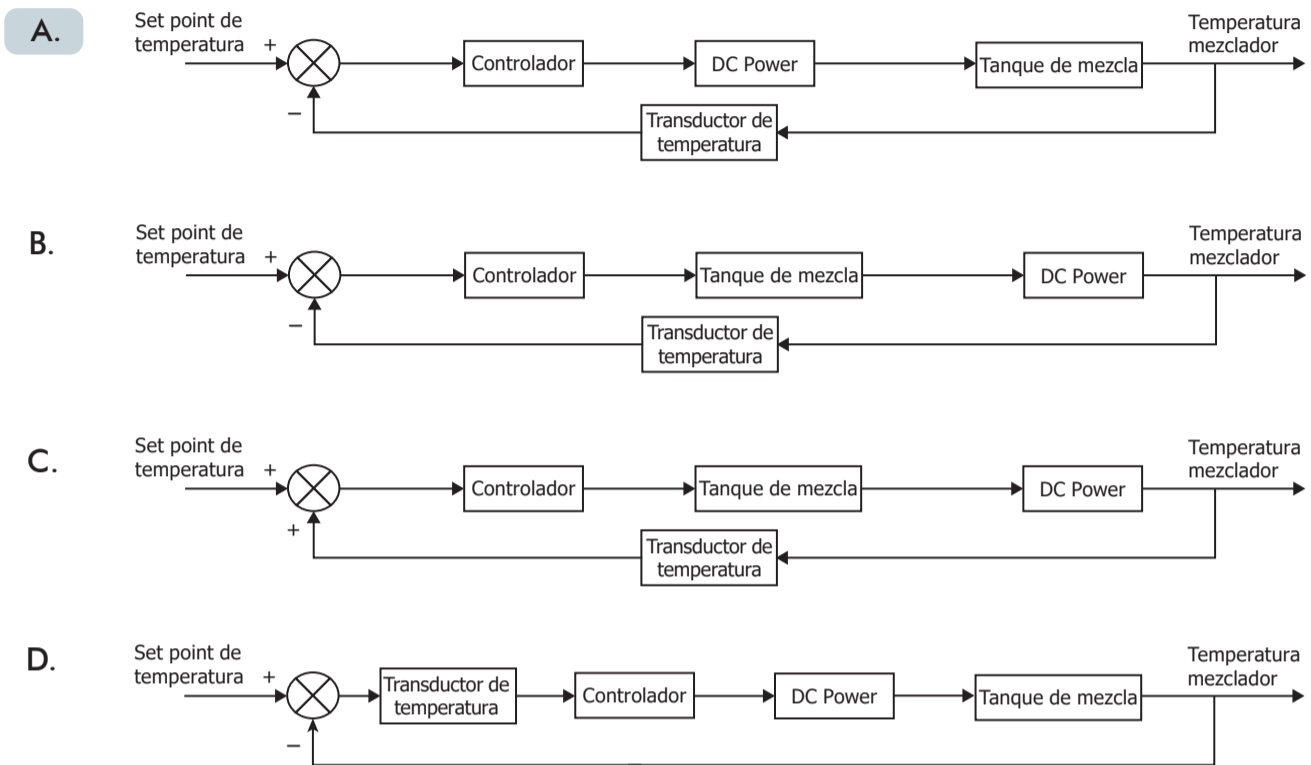 A.
Set point de
temperatura +
Controlador
DC Power
Tanque de mezcla
Temperatura
mezclador
−
Transductor de
temperatura
B.
Set point de
temperatura +
Controlador
Tanque de mezcla
DC Power
Temperatura
mezclador
−
Transductor de
temperatura
C.
Set point de
temperatura +
Controlador
Tanque de mezcla
DC Power
Temperatura
mezclador
+
Transductor de
temperatura
D.
Set point de
temperatura +
Transductor de
temperatura
Controlador
DC Power
Tanque de mezcla
Temperatura
mezclador
−